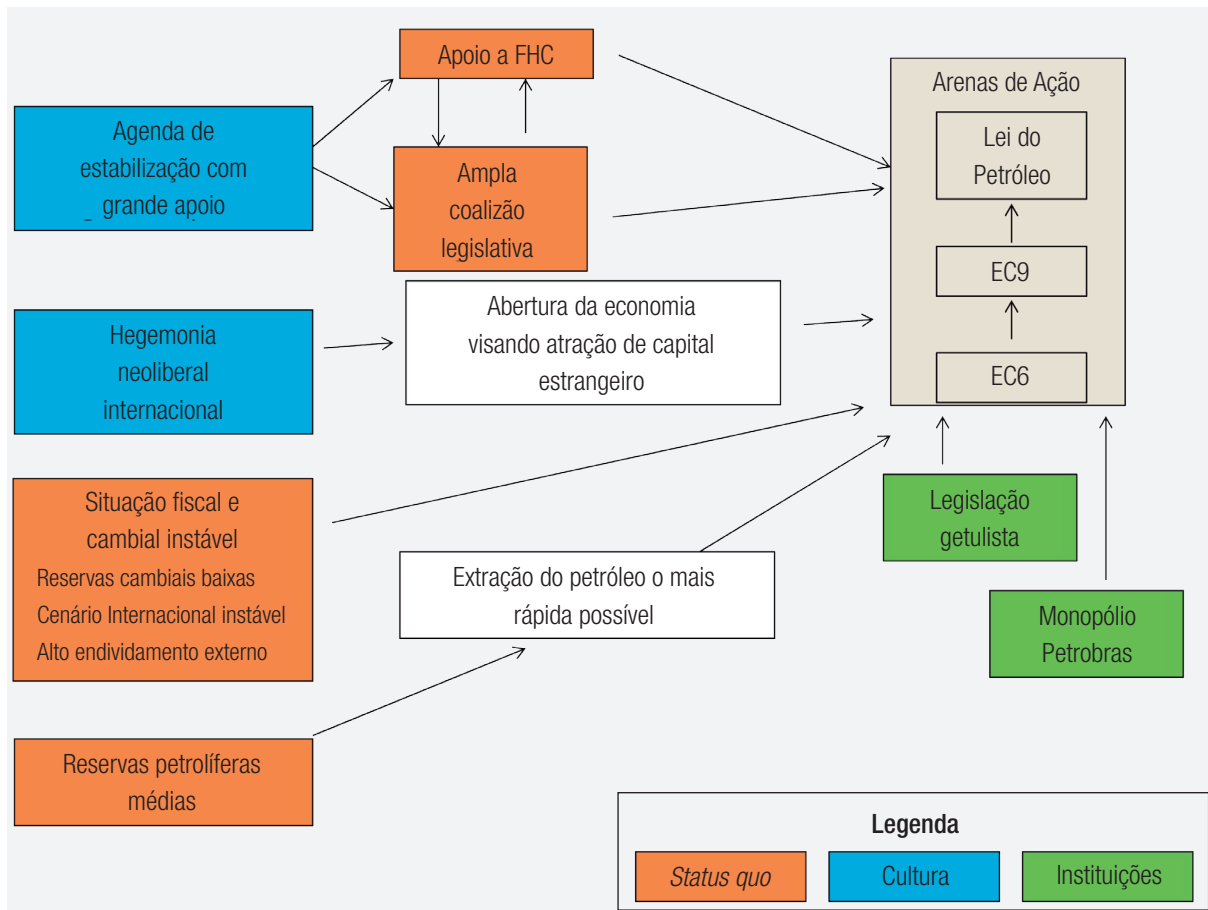 Apoio a FHC
Agenda de
estabilização com
grande apoio
Ampla
coalizão
legislativa
Arenas de Ação
Lei do
Petróleo
EC9
EC6
Hegemonia
neoliberal
internacional
Abertura da economia
visando atração de capital
estrangeiro
Situação fiscal e
cambial instável
Reservas cambiais baixas
Cenário Internacional instável
Alto endividamento externo
Extração do petróleo o mais
rápida possível
Legislação
getulista
Monopólio
Petrobras
Reservas petrolíferas
médias
Legenda
Status quo
Cultura
Instituições